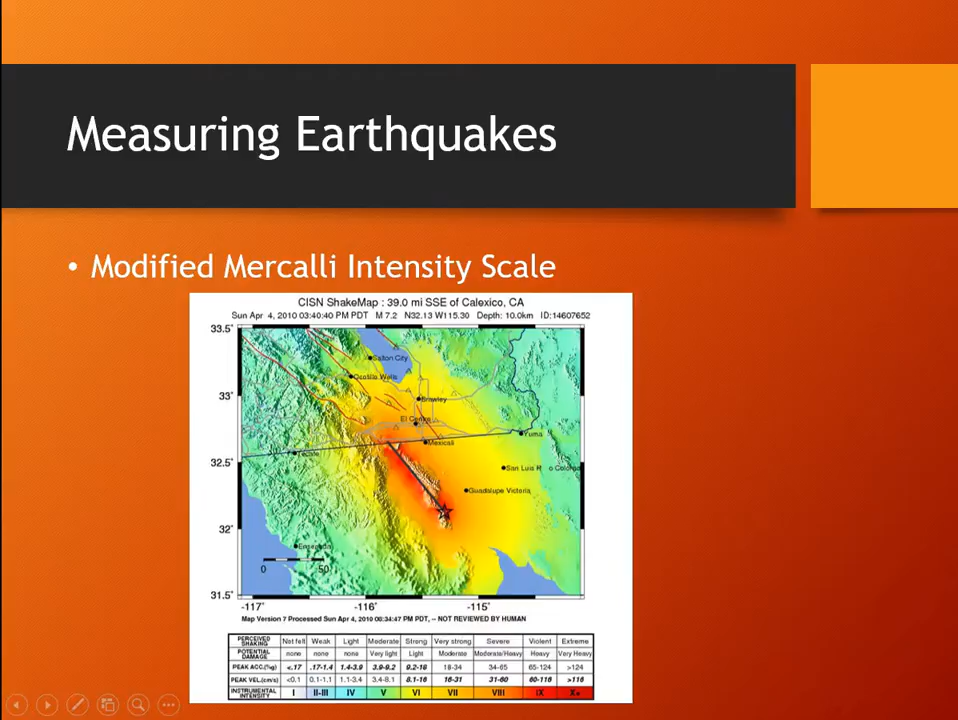 Measuring Earthquakes
• Modified Mercalli Intensity Scale
CISN ShakeMap : 39.0 mi SSE of Calexico, CA
Sun Apr 4, 2010 03:40:40 PM PDT M 7.2 N32.13 W115.30 Depth: 10.0km ID:14607652
33.5°
Salton City
Ocotillo Wells
33°
Brawley
El Centro
Yuma
Mexicali
Tecate
32.5°
San Luis R o Colorad
Guadalupe Victoria
32°
Ensenada
0 50
31.5°
-117° -116° -115°
Map Version 7 Processed Sun Apr 4, 2010 08:34:47 PM PDT, -- NOT REVIEWED BY HUMAN
PERCEIVED SHAKING Not felt Weak Light Moderate Strong Very strong Severe Violent Extreme
POTENTIAL DAMAGE none none none Very light Light Moderate Moderate/Heavy Heavy Very Heavy
PEAK ACC.(%g) <.17 .17-1.4 1.4-3.9 3.9-9.2 9.2-18 18-34 34-65 65-124 >124
PEAK VEL.(cm/s) <0.1 0.1-1.1 1.1-3.4 3.4-8.1 8.1-16 16-31 31-60 60-116 >116
INSTRUMENTAL INTENSITY I II-III IV V VI VII VIII IX X+